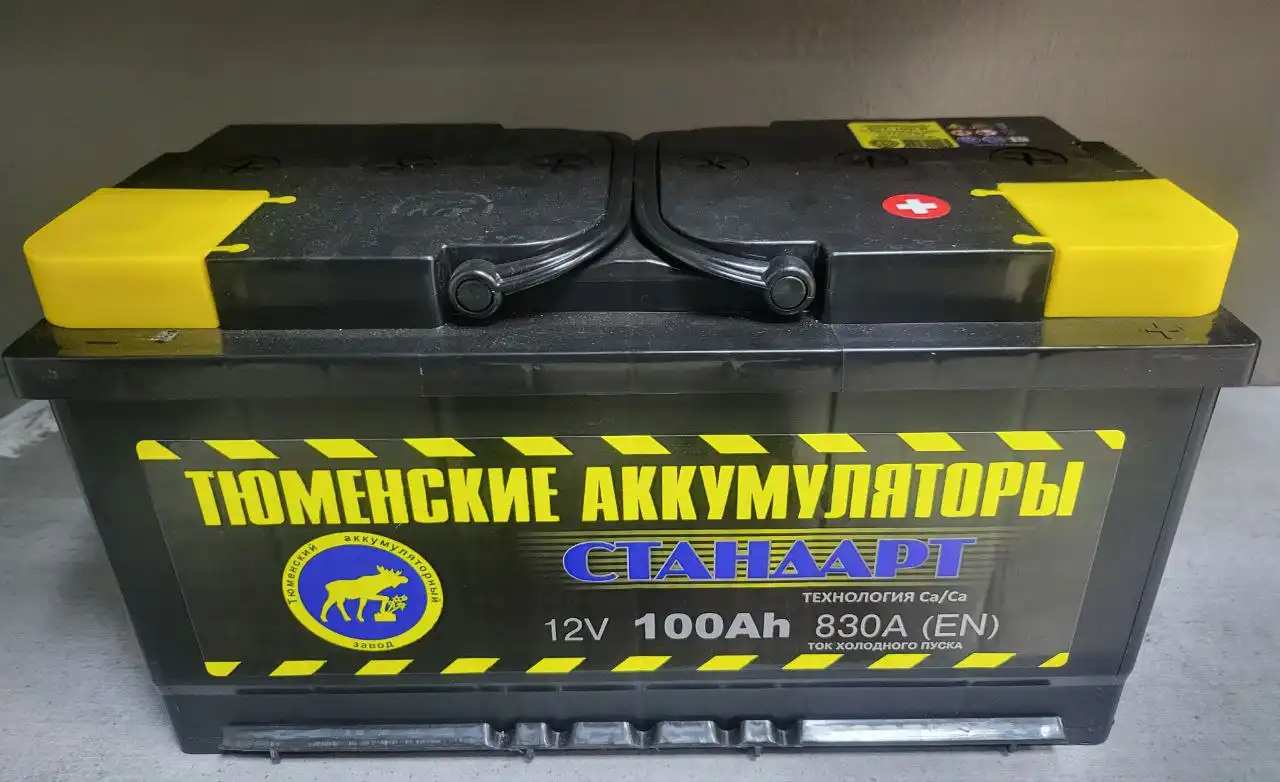 ТЮМЕНСКИЕ АККУМУЛЯТОРЫ
СТАНДАРТ
ТЕХНОЛОГИЯ Ca/Ca
12V 100Ah 830A (EN)
ТОК ХОЛОДНОГО ПУСКА
Тюменский аккумуляторный
завод